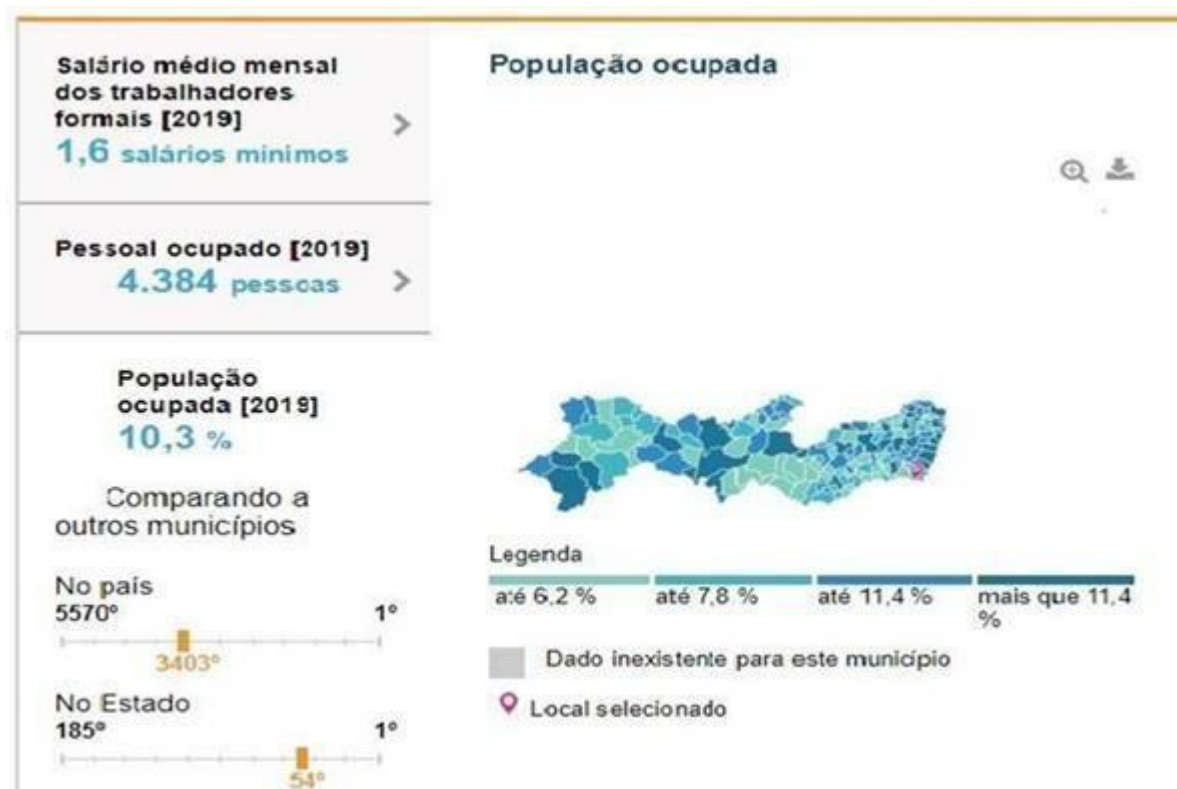 Salário médio mensal
dos trabalhadores
formais [2019]
1,6 salários mínimos
Pessoal ocupado [2019]
4.384 pessoas
População
ocupada [2019]
10,3 %
Comparando a
outros municípios
No país
5570º
1º
3403º
No Estado
185º
1º
54º
População ocupada
Legenda
até 6,2 %
até 7,8 %
até 11,4 %
mais que 11,4
%
Dado inexistente para este município
Local selecionado